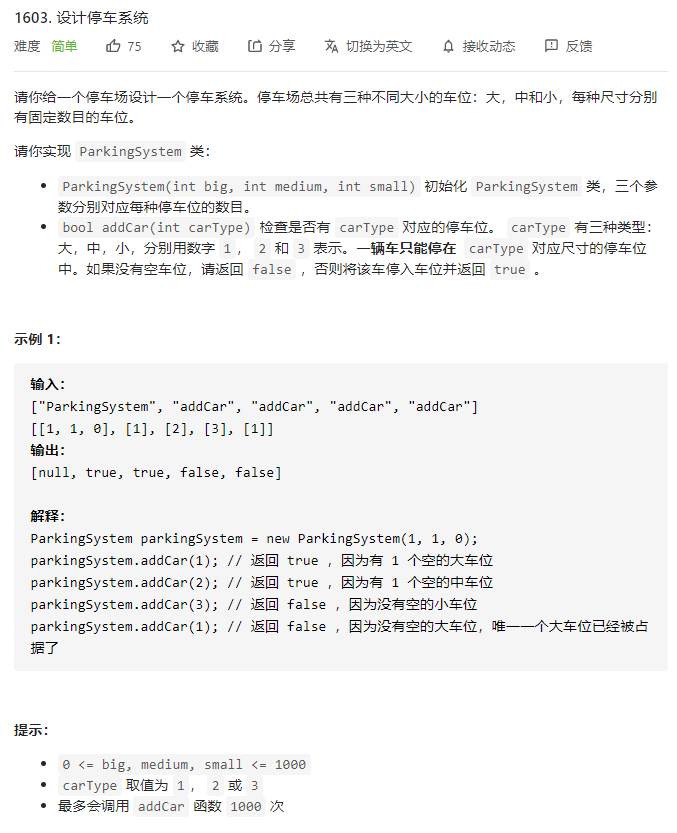 1603. 设计停车系统
难度 简单 75 收藏 分享 切换为英文 接收动态 反馈
请你给一个停车场设计一个停车系统。停车场总共有三种不同大小的车位：大，中和小，每种尺寸分别
有固定数目的车位。
请你实现 ParkingSystem 类：
ParkingSystem(int big, int medium, int small) 初始化 ParkingSystem 类，三个参
数分别对应每种停车位的数目。
bool addCar(int carType) 检查是否有 carType 对应的停车位。 carType 有三种类型：
大，中，小，分别用数字 1， 2 和 3 表示。一辆车只能停在 carType 对应尺寸的停车位
中。如果没有空车位，请返回 false ，否则将该车停入车位并返回 true 。
示例 1：
输入：
["ParkingSystem", "addCar", "addCar", "addCar", "addCar"]
[[1, 1, 0], [1], [2], [3], [1]]
输出：
[null, true, true, false, false]
解释：
ParkingSystem parkingSystem = new ParkingSystem(1, 1, 0);
parkingSystem.addCar(1); // 返回 true ，因为有 1 个空的大车位
parkingSystem.addCar(2); // 返回 true ，因为有 1 个空的中车位
parkingSystem.addCar(3); // 返回 false ，因为没有空的小车位
parkingSystem.addCar(1); // 返回 false ，因为没有空的大车位，唯一一个大车位已经被占
据了
提示：
0 <= big, medium, small <= 1000
carType 取值为 1， 2 或 3
最多会调用 addCar 函数 1000 次